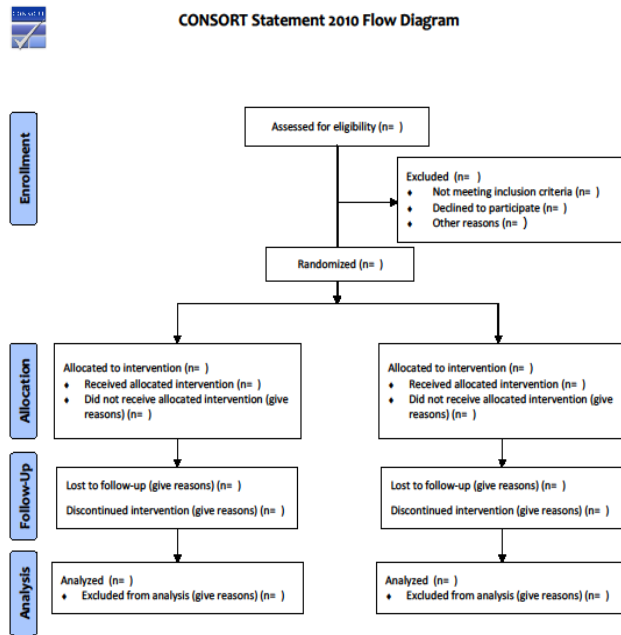 CONSORT
CONSORT Statement 2010 Flow Diagram
Enrollment
Assessed for eligibility (n= )
Excluded (n= )
♦ Not meeting inclusion criteria (n= )
♦ Declined to participate (n= )
♦ Other reasons (n= )
Randomized (n= )
Allocation
Allocated to intervention (n= )
♦ Received allocated intervention (n= )
♦ Did not receive allocated intervention (give
reasons) (n= )
Allocated to intervention (n= )
♦ Received allocated intervention (n= )
♦ Did not receive allocated intervention (give
reasons) (n= )
Follow-Up
Lost to follow-up (give reasons) (n= )
Discontinued intervention (give reasons) (n= )
Lost to follow-up (give reasons) (n= )
Discontinued intervention (give reasons) (n= )
Analysis
Analyzed (n= )
♦ Excluded from analysis (give reasons) (n= )
Analyzed (n= )
♦ Excluded from analysis (give reasons) (n= )